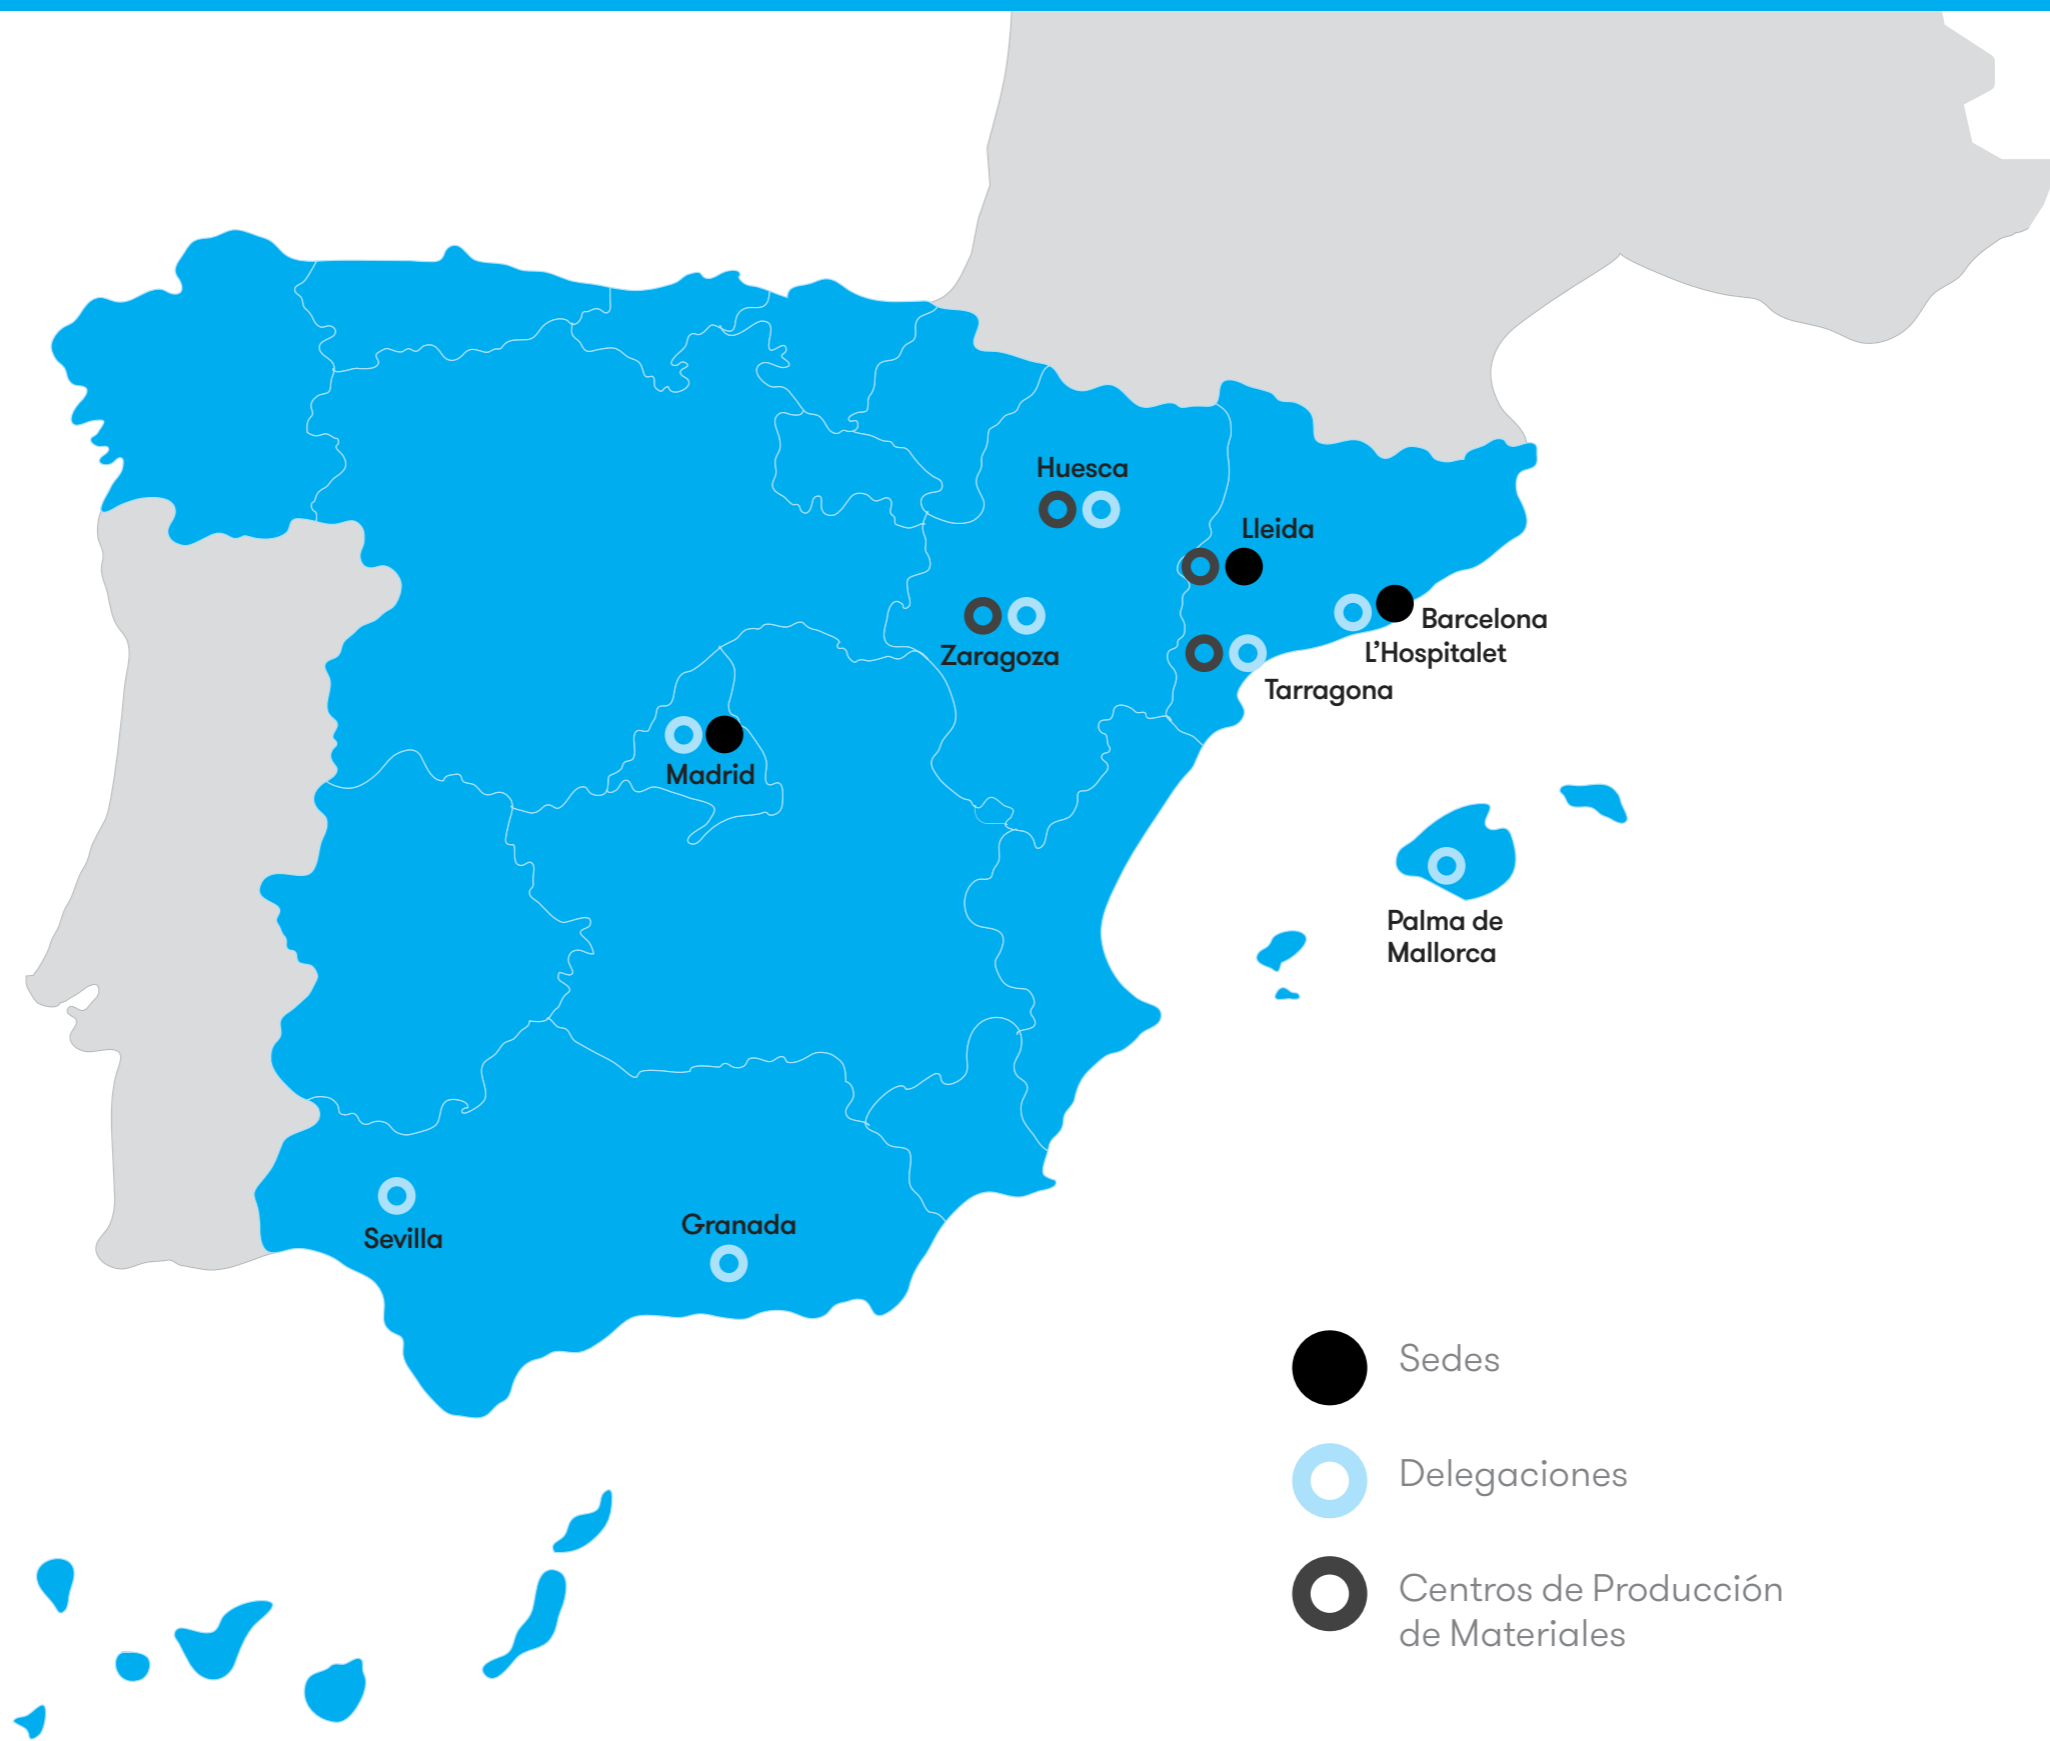 Huesca
Lleida
Barcelona
L'Hospitalet
Zaragoza
Tarragona
Madrid
Palma de
Mallorca
Sevilla
Granada
Sedes
Delegaciones
Centros de Producción
de Materiales